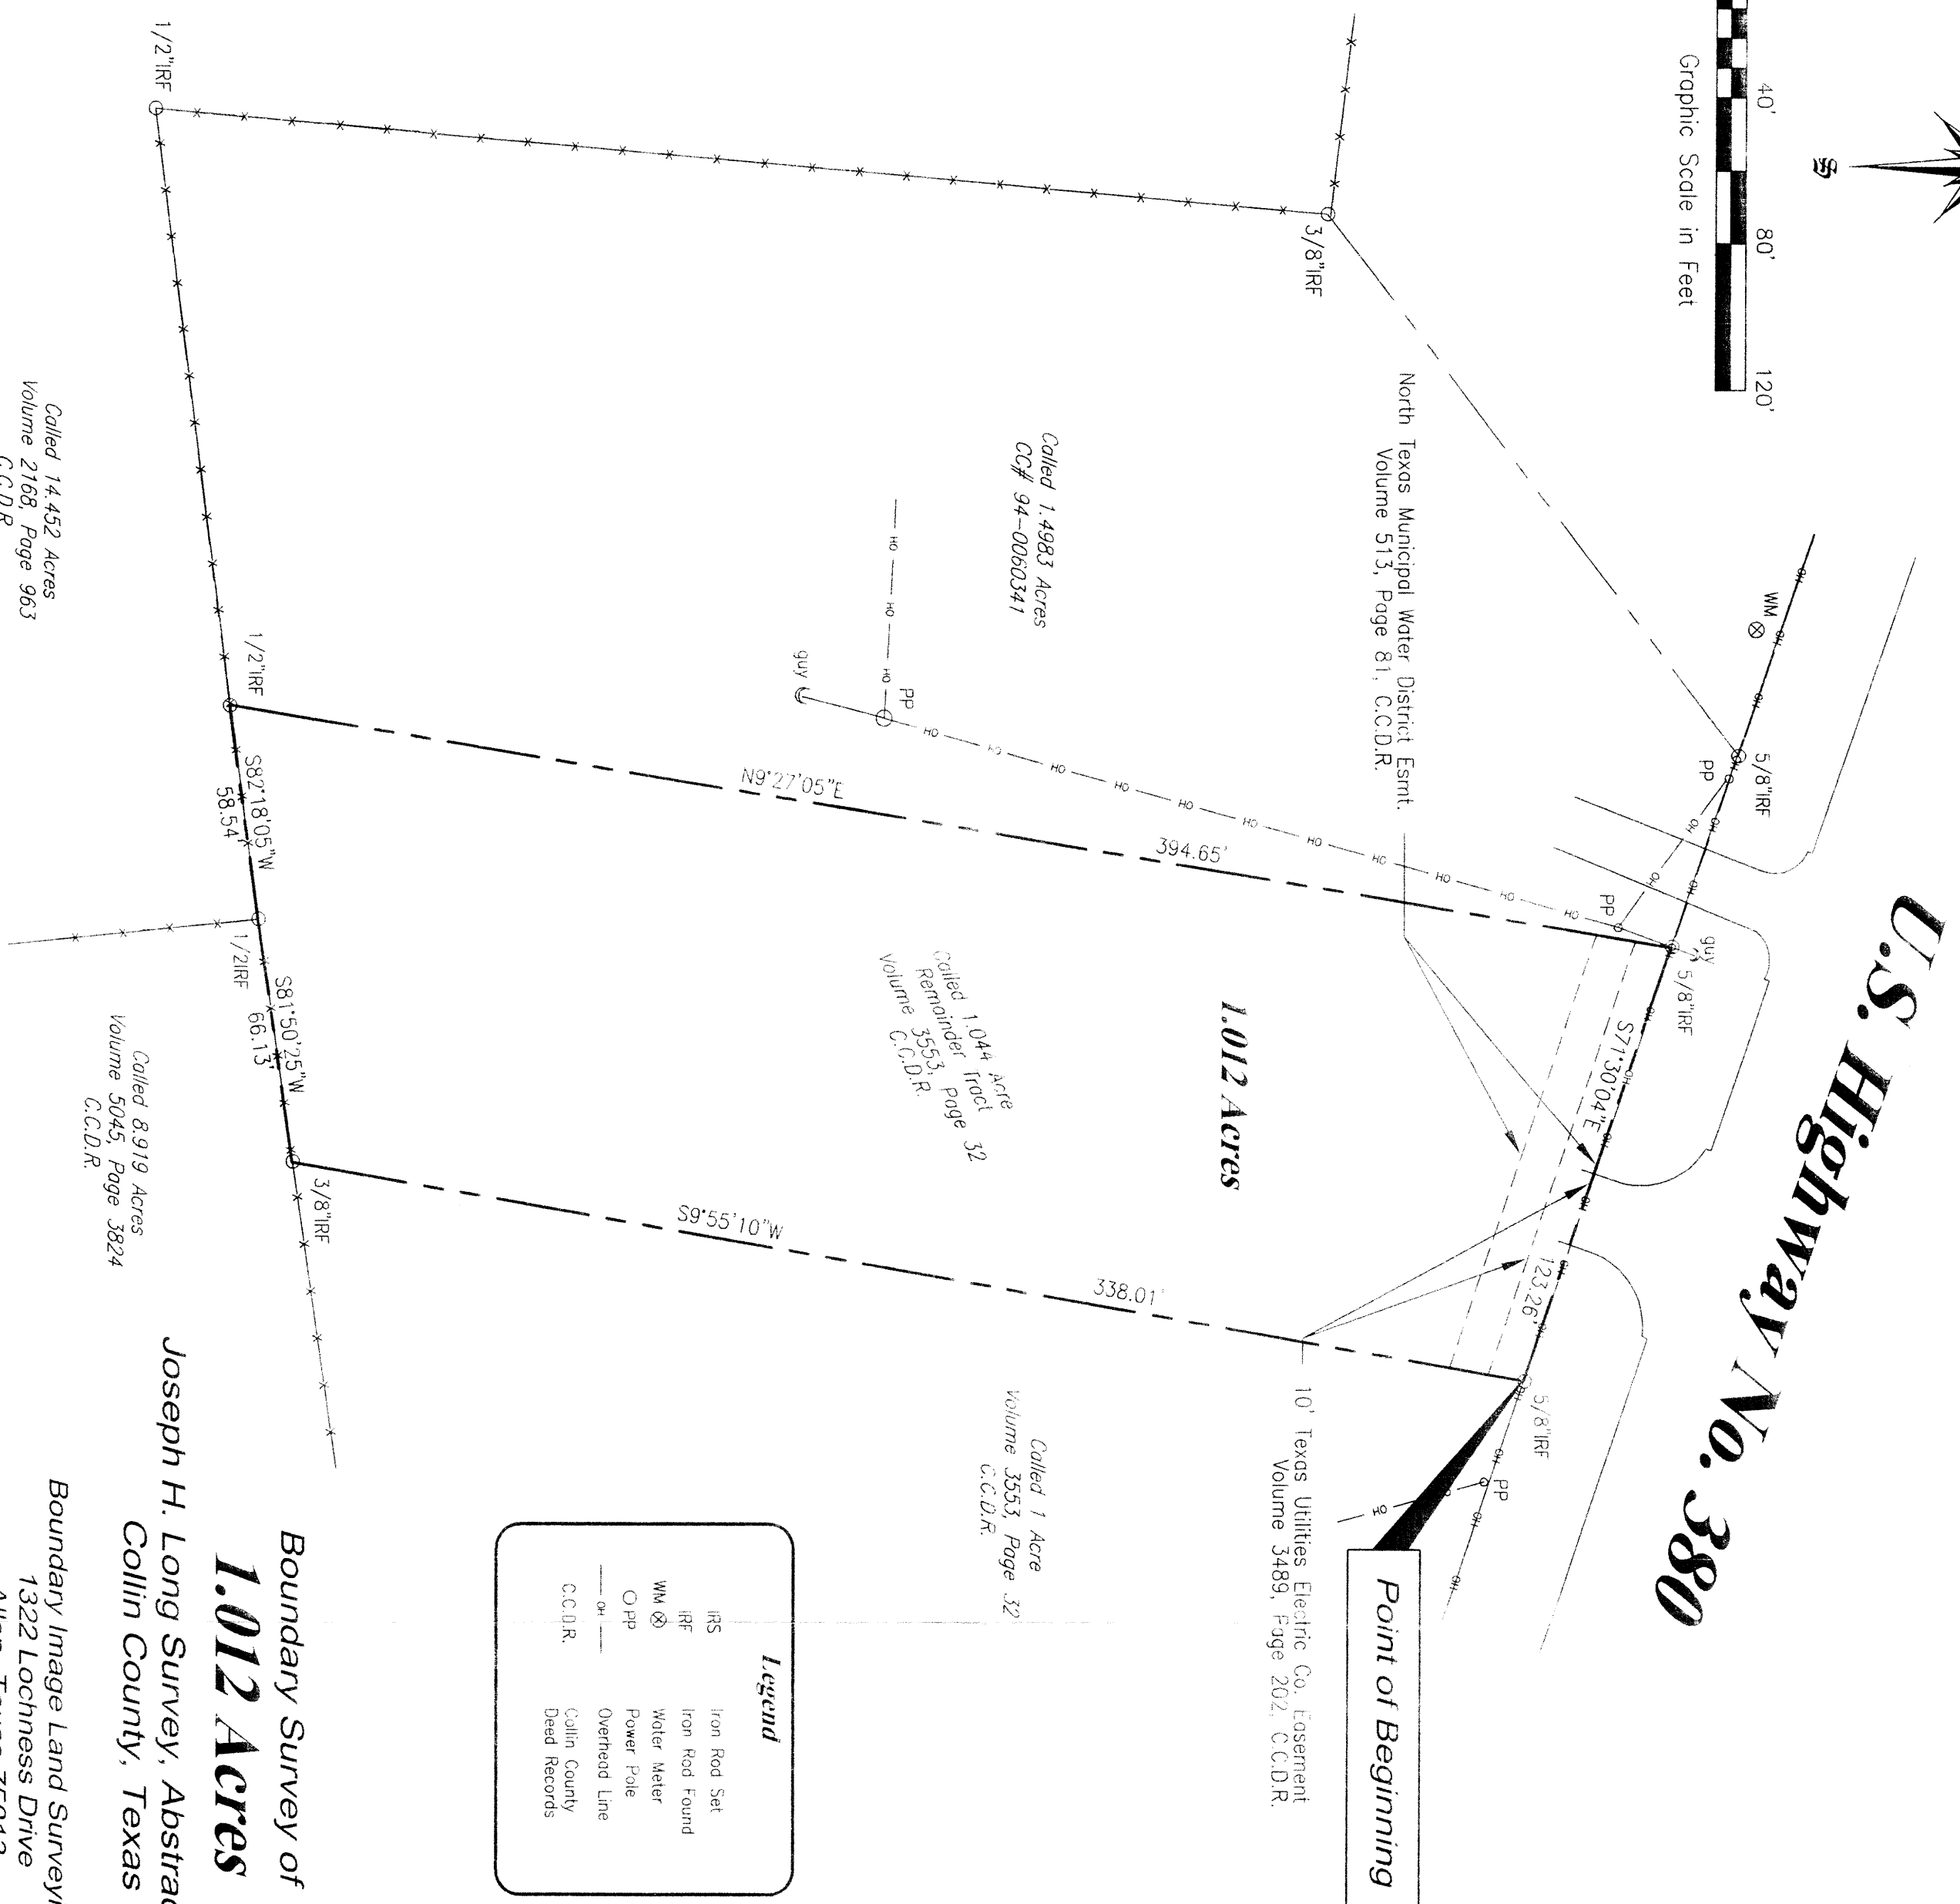 40'
80'
120'
Graphic Scale in Feet
S
U.S. Highway No. 380
WM
5/8"IRF
PP
guy
5/8"IRF
PP
S71°30'04"E
123.26'
5/8"IRF
PP
OH
Point of Beginning
3/8"IRF
North Texas Municipal Water District Esmt.
Volume 513, Page 81, C.C.D.R.
10' Texas Utilities Electric Co. Easement
Volume 3489, Page 202, C.C.D.R.
1.012 Acres
Called 1.4983 Acres
CC# 94-0060341
Called 1.044 Acre
Remainder Tract
Volume 3553, Page 32
C.C.D.R.
Called 1 Acre
Volume 3553, Page 32
C.C.D.R.
PP
guy
394.65'
N9°27'05"E
338.01'
S9°55'10"W
1/2"IRF
1/2"IRF
S82°18'05"W
58.54'
1/2IRF
S81°50'25"W
66.13'
3/8"IRF
Called 14.452 Acres
Volume 2168, Page 963
C.C.D.R.
Called 8.919 Acres
Volume 5045, Page 3824
C.C.D.R.
Legend
IRS Iron Rod Set
IRF Iron Rod Found
WM Water Meter
PP Power Pole
OH Overhead Line
C.C.D.R. Collin County
Deed Records
Boundary Survey of
1.012 Acres
Joseph H. Long Survey, Abstrac
Collin County, Texas
Boundary Image Land Survey
1322 Lochness Drive